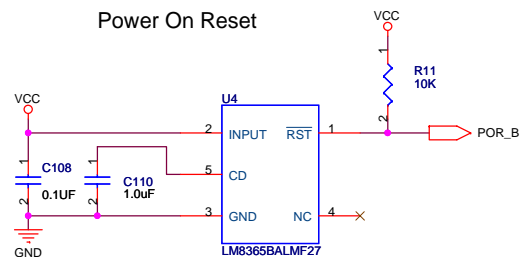 Power On Reset
VCC
1
R11
10K
2
U4
VCC
2 INPUT RST 1 POR_B
1 C108 2 0.1UF
1 C110 2 1.0uF
5 CD
3 GND NC 4
GND
LM8365BALMF27